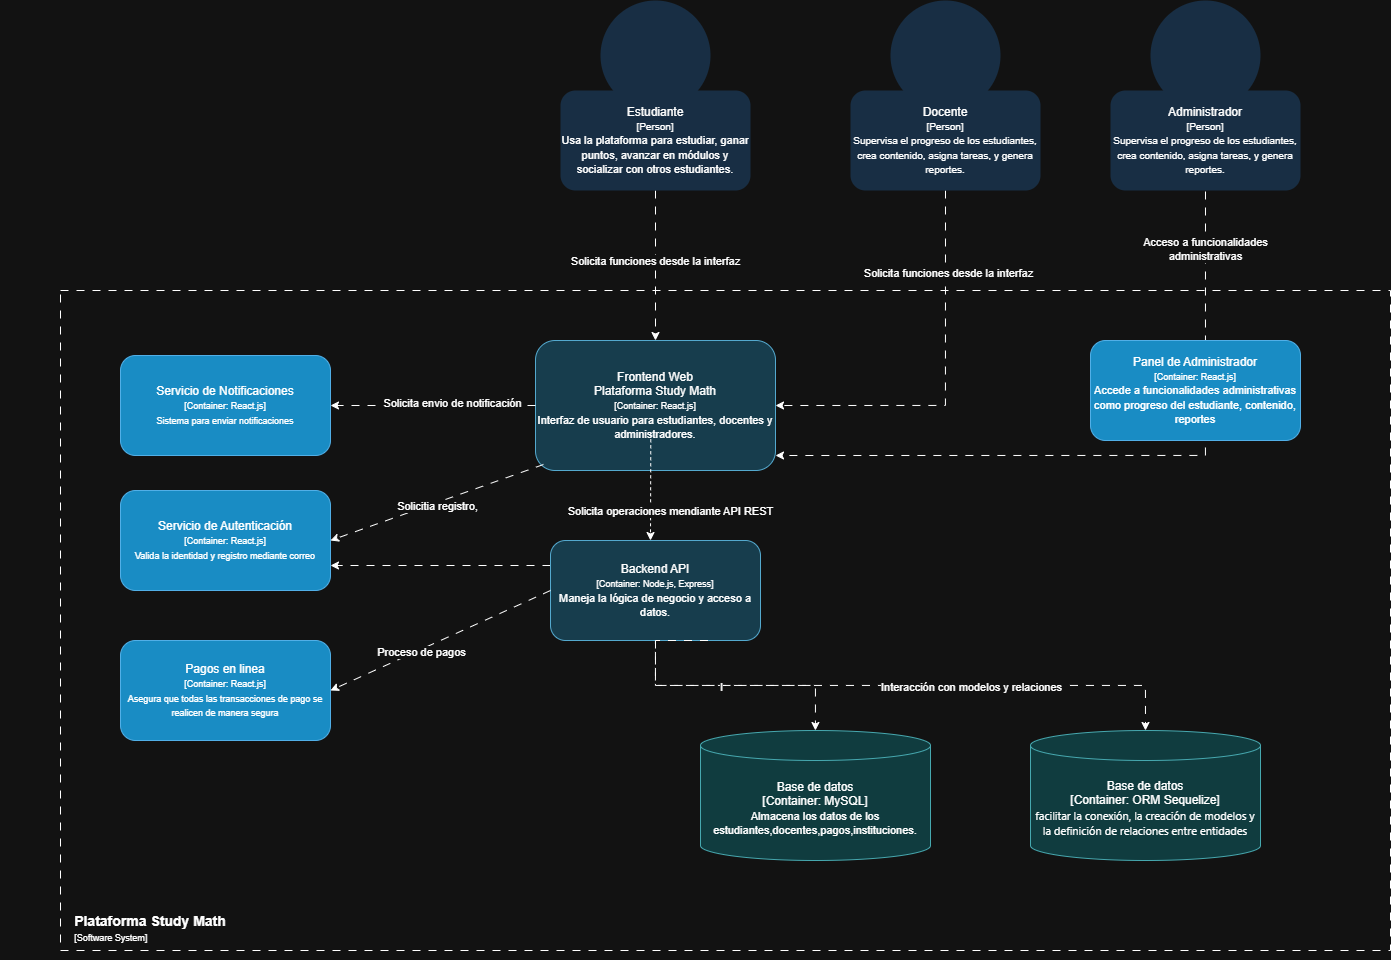 Estudiante
[Person]
Usa la plataforma para estudiar, ganar
puntos, avanzar en módulos y
socializar con otros estudiantes.
Docente
[Person]
Supervisa el progreso de los estudiantes,
crea contenido, asigna tareas, y genera
reportes.
Administrador
[Person]
Supervisa el progreso de los estudiantes,
crea contenido, asigna tareas, y genera
reportes.
Solicita funciones desde la interfaz
Solicita funciones desde la interfaz
Acceso a funcionalidades
administrativas
Servicio de Notificaciones
[Container: React.js]
Sistema para enviar notificaciones
Solicita envio de notificación
Frontend Web
Plataforma Study Math
[Container: React.js]
Interfaz de usuario para estudiantes, docentes y
administradores.
Panel de Administrador
[Container: React.js]
Accede a funcionalidades administrativas
como progreso del estudiante, contenido,
reportes
Solicitia registro,
Solicita operaciones mendiante API REST
Servicio de Autenticación
[Container: React.js]
Valida la identidad y registro mediante correo
Backend API
[Container: Node.js, Express]
Maneja la lógica de negocio y acceso a
datos.
Proceso de pagos
Pagos en linea
[Container: React.js]
Asegura que todas las transacciones de pago se
realicen de manera segura
I
Interacción con modelos y relaciones
Base de datos
[Container: MySQL]
Almacena los datos de los
estudiantes,docentes,pagos,instituciones.
Base de datos
[Container: ORM Sequelize]
facilitar la conexión, la creación de modelos y
la definición de relaciones entre entidades
Plataforma Study Math
[Software System]